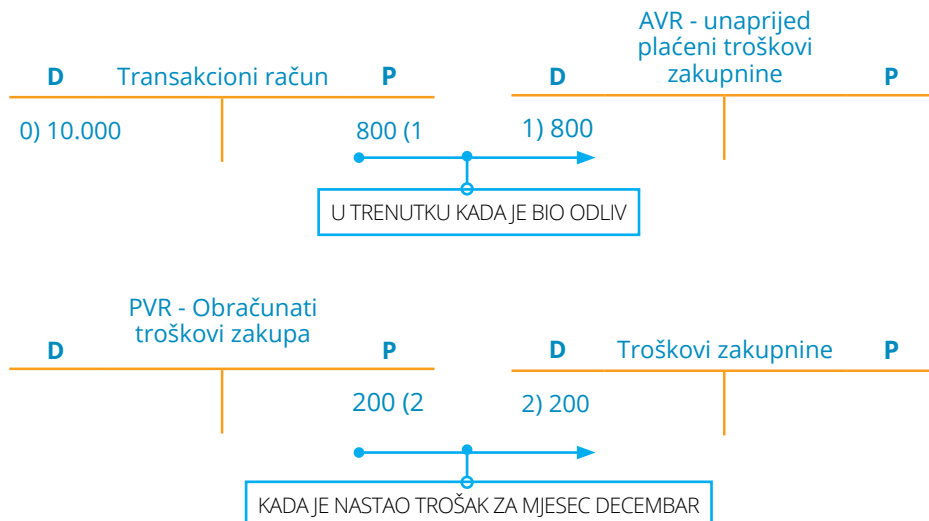 D Transakcioni račun P
0) 10.000 800 (1
AVR - unaprijed
plaćeni troškovi
zakupnine
D P
1) 800
U TRENUTKU KADA JE BIO ODLIV
PVR - Obračunati
troškovi zakupa
D P
200 (2
D Troškovi zakupnine P
2) 200
KADA JE NASTAO TROŠAK ZA MJESEC DECEMBAR